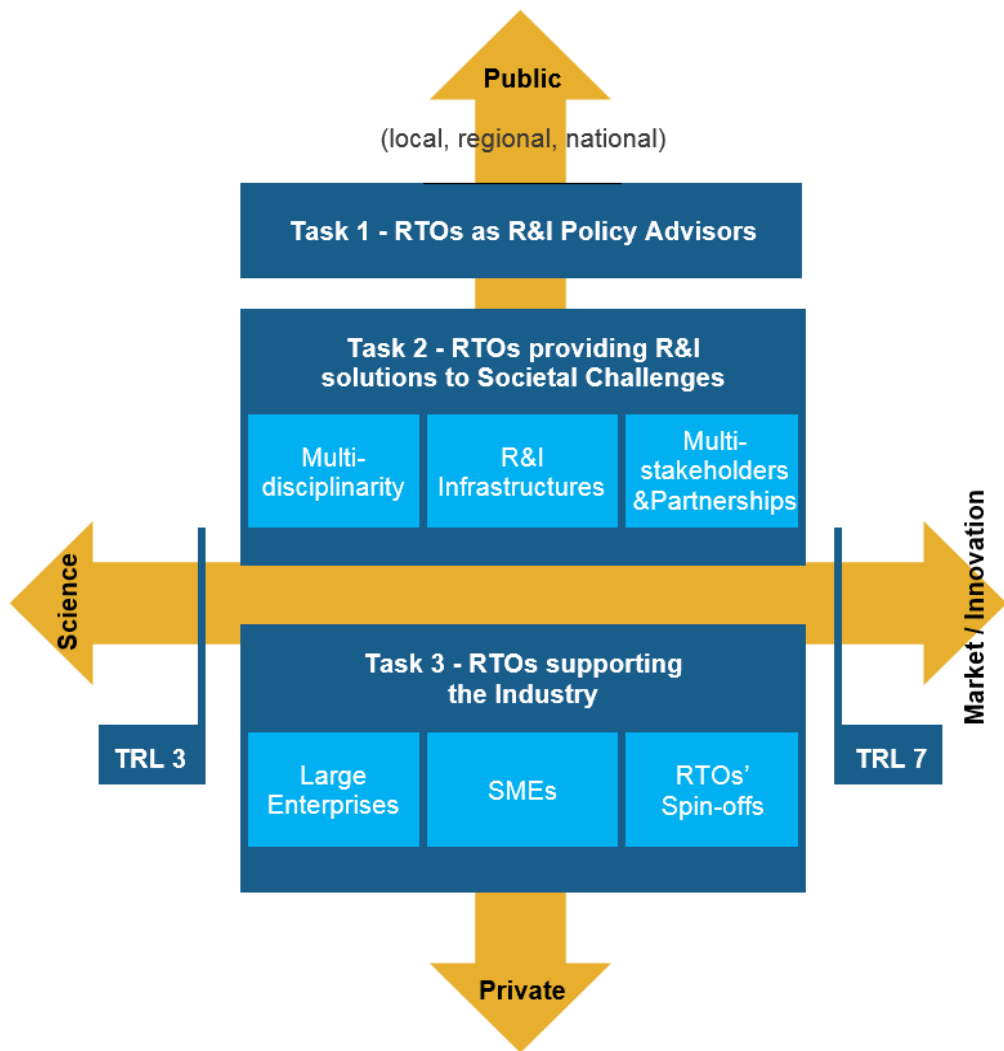 Public
(local, regional, national)
Task 1 - RTOs as R&I Policy Advisors
Task 2 - RTOs providing R&I
solutions to Societal Challenges
Multi-
disciplinarity
R&I
Infrastructures
Multi-
stakeholders
&Partnerships
Science
Market / Innovation
Task 3 - RTOs supporting
the Industry
TRL 3
TRL 7
Large
Enterprises
SMEs
RTOs’
Spin-offs
Private